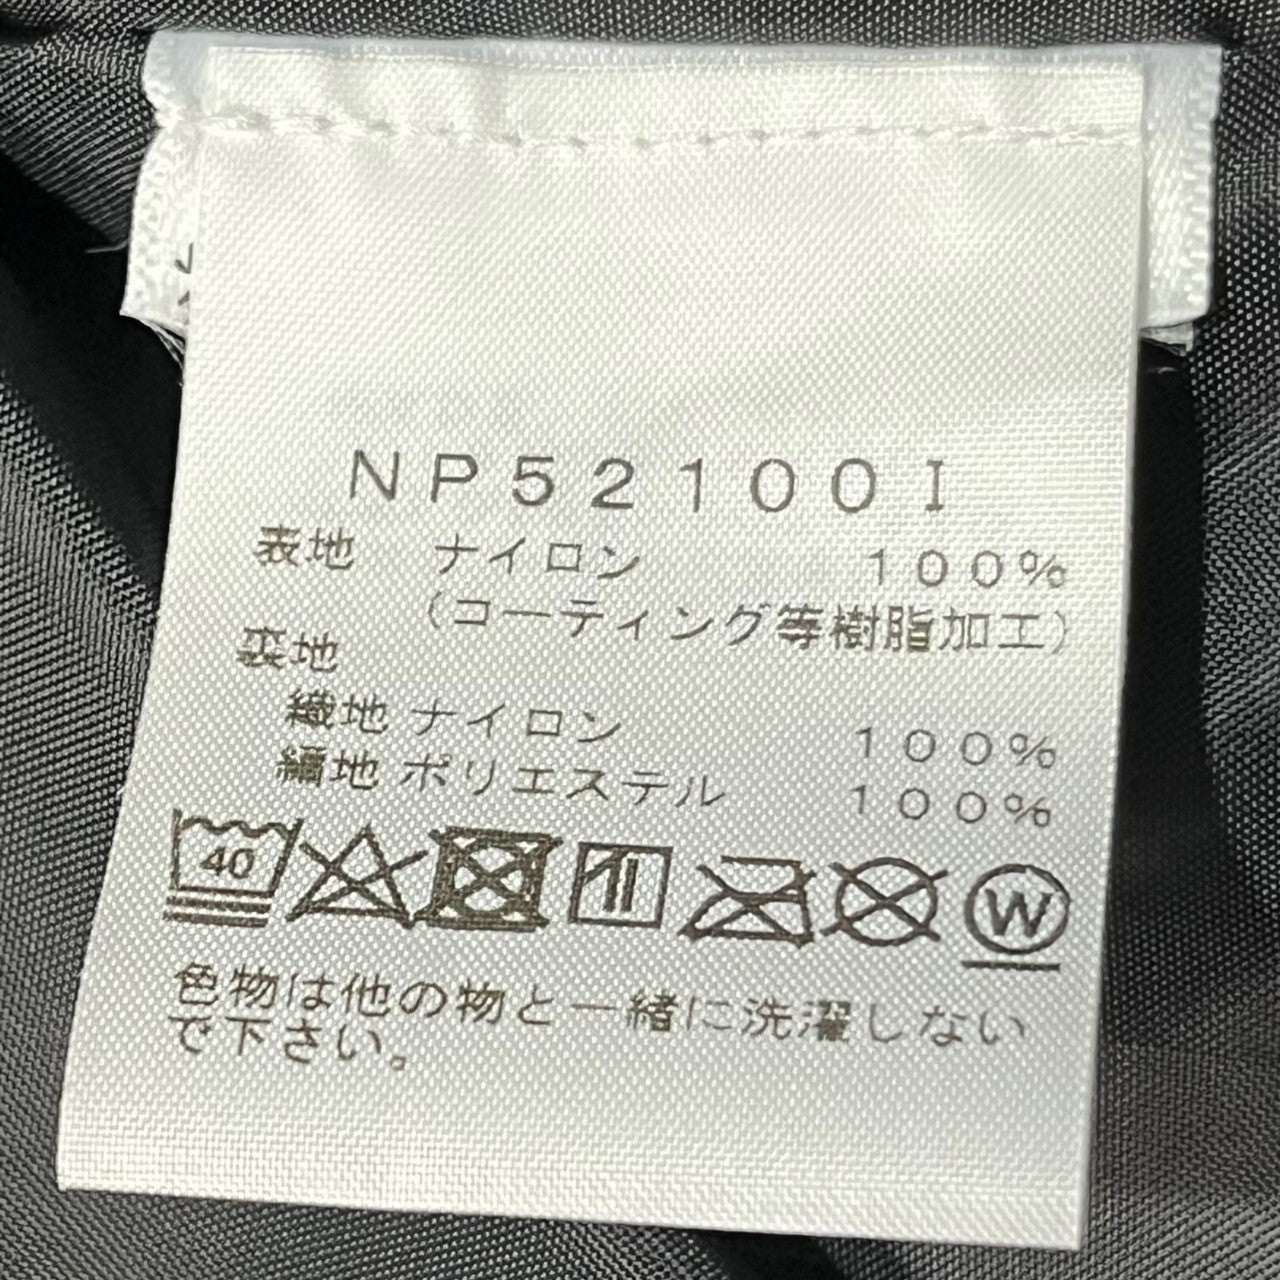 NP52100I
表地 ナイロン 100%
(コーティング等樹脂加工)
裏地
織地 ナイロン 100%
編地 ポリエステル 100%
40
W
色物は他の物と一緒に洗濯しない
で下さい。